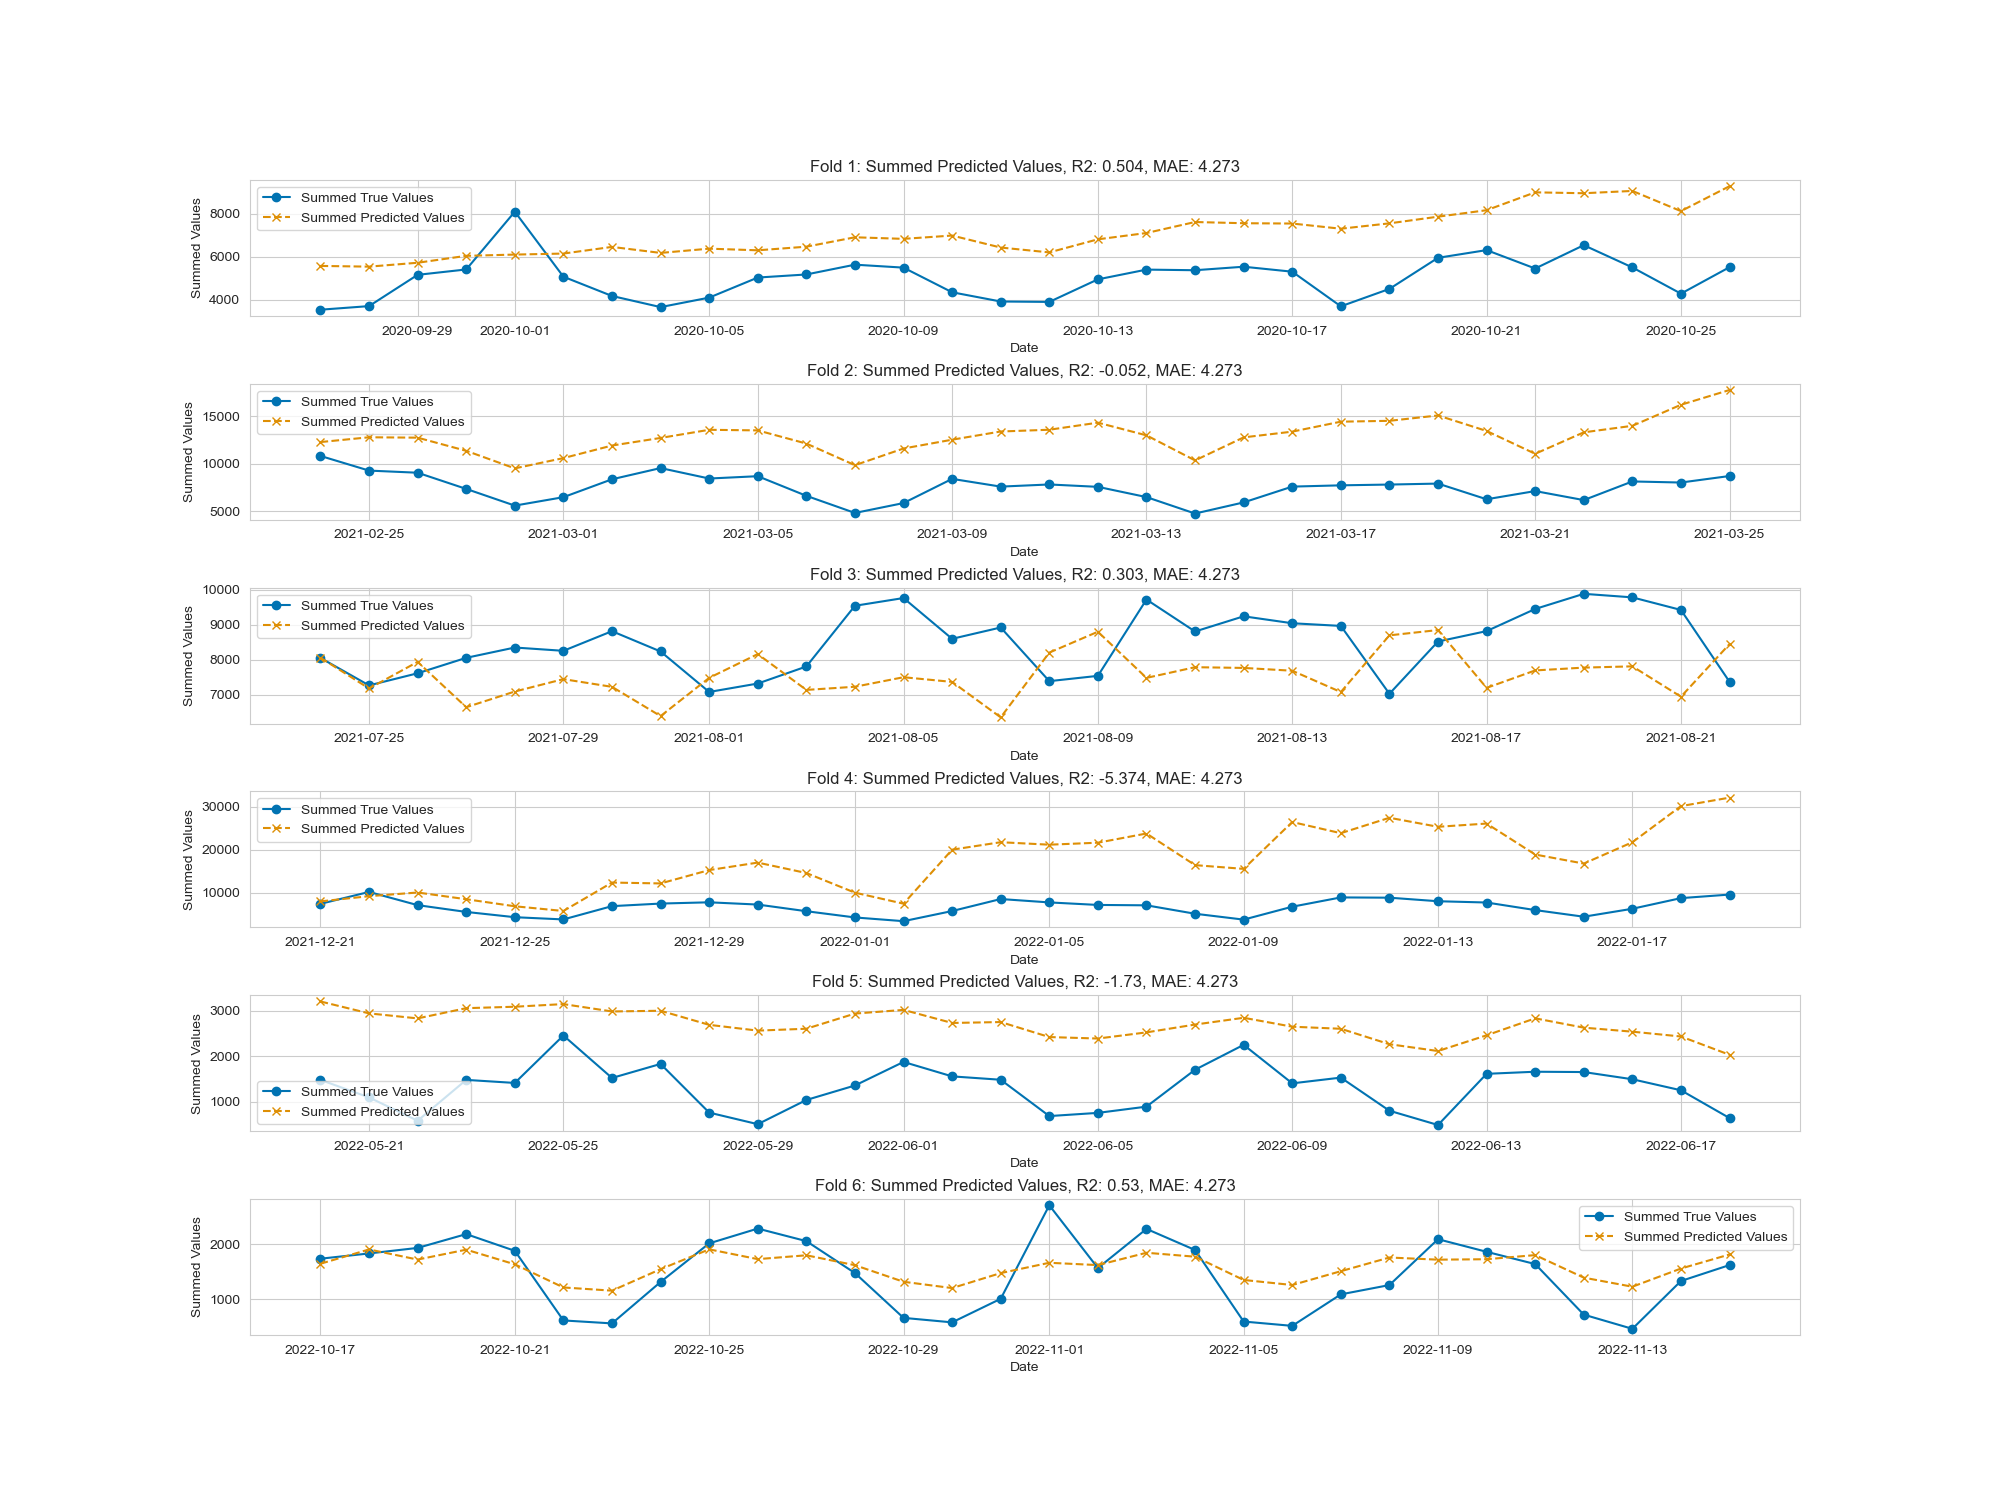 Fold 1: Summed Predicted Values, R2: 0.504, MAE: 4.273
Summed Values
8000
6000
4000
Summed True Values
Summed Predicted Values
2020-09-29 2020-10-01 2020-10-05 2020-10-09 2020-10-13 2020-10-17 2020-10-21 2020-10-25
Date
Fold 2: Summed Predicted Values, R2: -0.052, MAE: 4.273
Summed Values
15000
10000
5000
Summed True Values
Summed Predicted Values
2021-02-25 2021-03-01 2021-03-05 2021-03-09 2021-03-13 2021-03-17 2021-03-21 2021-03-25
Date
Fold 3: Summed Predicted Values, R2: 0.303, MAE: 4.273
Summed Values
10000
9000
8000
7000
Summed True Values
Summed Predicted Values
2021-07-25 2021-07-29 2021-08-01 2021-08-05 2021-08-09 2021-08-13 2021-08-17 2021-08-21
Date
Fold 4: Summed Predicted Values, R2: -5.374, MAE: 4.273
Summed Values
30000
20000
10000
Summed True Values
Summed Predicted Values
2021-12-21 2021-12-25 2021-12-29 2022-01-01 2022-01-05 2022-01-09 2022-01-13 2022-01-17
Date
Fold 5: Summed Predicted Values, R2: -1.73, MAE: 4.273
Summed Values
3000
2000
1000
Summed True Values
Summed Predicted Values
2022-05-21 2022-05-25 2022-05-29 2022-06-01 2022-06-05 2022-06-09 2022-06-13 2022-06-17
Date
Fold 6: Summed Predicted Values, R2: 0.53, MAE: 4.273
Summed Values
2000
1000
Summed True Values
Summed Predicted Values
2022-10-17 2022-10-21 2022-10-25 2022-10-29 2022-11-01 2022-11-05 2022-11-09 2022-11-13
Date